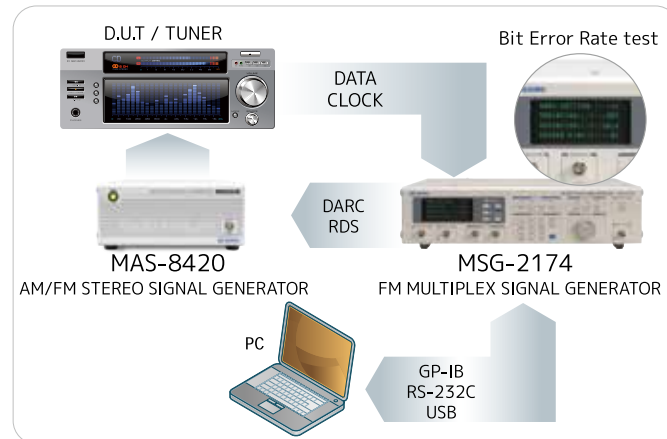 D.U.T / TUNER
Bit Error Rate test
DATA
CLOCK
DARC
RDS
MAS-8420
AM/FM STEREO SIGNAL GENERATOR
MSG-2174
FM MULTIPLEX SIGNAL GENERATOR
PC
GP-IB
RS-232C
USB